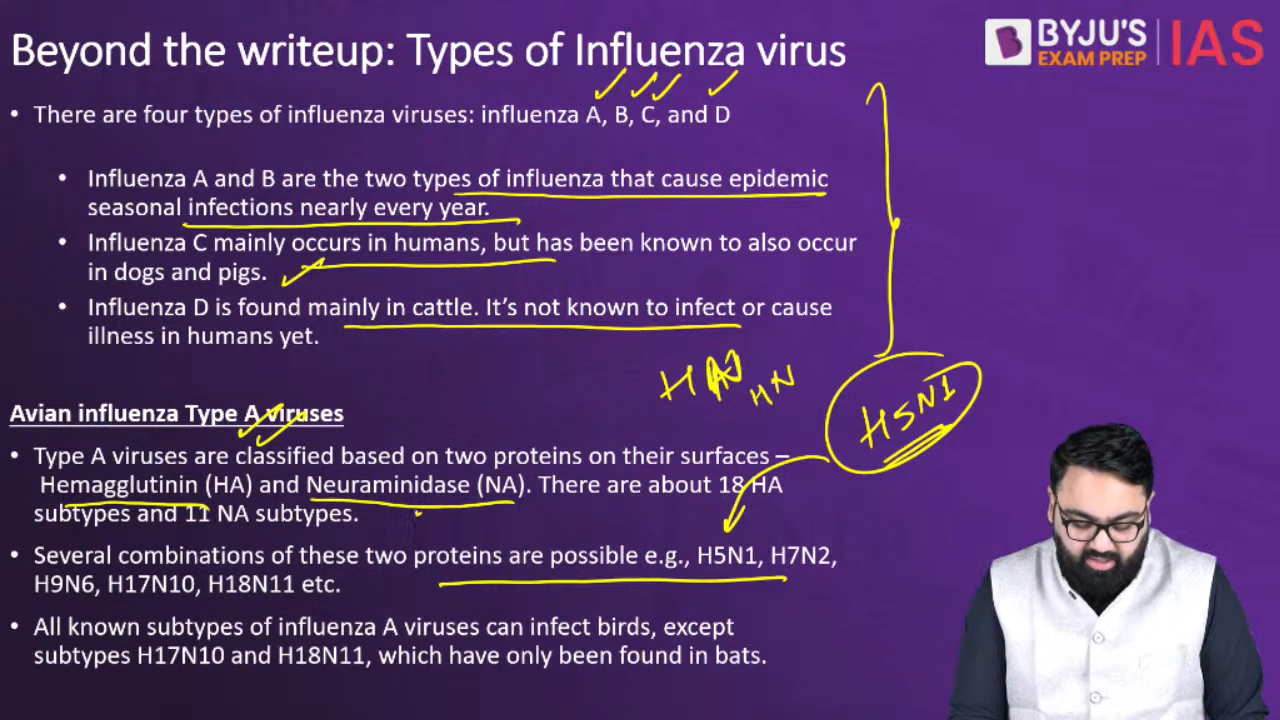 Beyond the writeup: Types of Influenza virus
BYJU'S
EXAM PREP
IAS
• There are four types of influenza viruses: influenza A, B, C, and D
• Influenza A and B are the two types of influenza that cause epidemic
seasonal infections nearly every year.
• Influenza C mainly occurs in humans, but has been known to also occur
in dogs and pigs.
• Influenza D is found mainly in cattle. It's not known to infect or cause
illness in humans yet.
HN
H5N1
Avian influenza Type A viruses
• Type A viruses are classified based on two proteins on their surfaces –
Hemagglutinin (HA) and Neuraminidase (NA). There are about 18 HA
subtypes and 11 NA subtypes.
• Several combinations of these two proteins are possible e.g., H5N1, H7N2,
H9N6, H17N10, H18N11 etc.
• All known subtypes of influenza A viruses can infect birds, except
subtypes H17N10 and H18N11, which have only been found in bats.